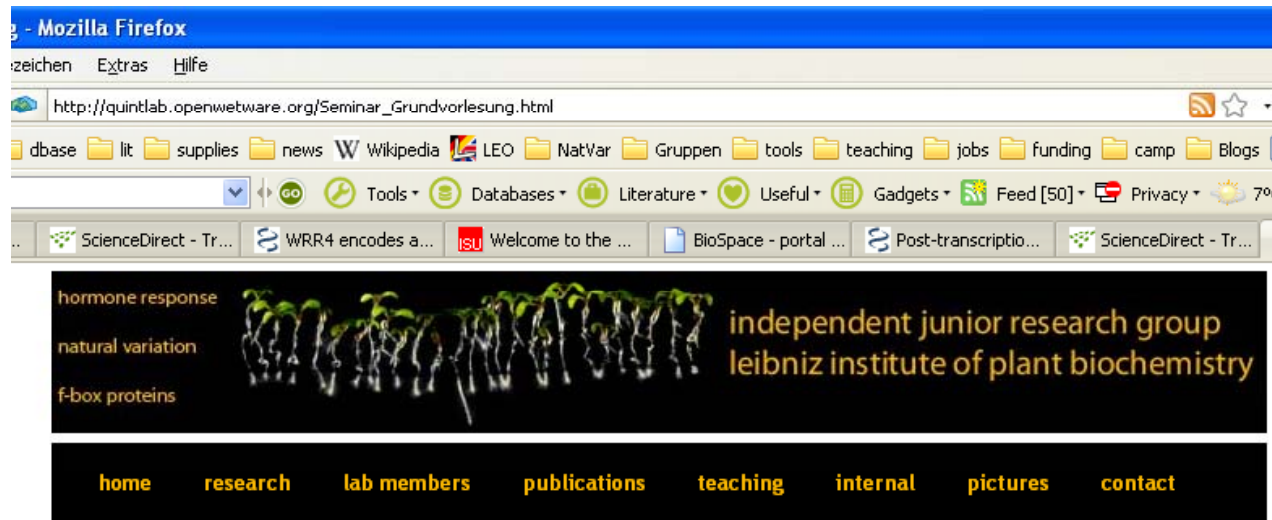 g - Mozilla Firefox
zeichen Extras Hilfe
http://quintlab.openwetware.org/Seminar_Grundvorlesung.html
dbase lit supplies news W Wikipedia LEO NatVar Gruppen tools teaching jobs funding camp Blogs
GO Tools Databases Literature Useful Gadgets Feed [50] Privacy 7º
... ScienceDirect - Tr... WRR4 encodes a... ISU Welcome to the ... BioSpace - portal ... Post-transcriptio... ScienceDirect - Tr...
hormone response
natural variation
f-box proteins
independent junior research group
leibniz institute of plant biochemistry
home research lab members publications teaching internal pictures contact